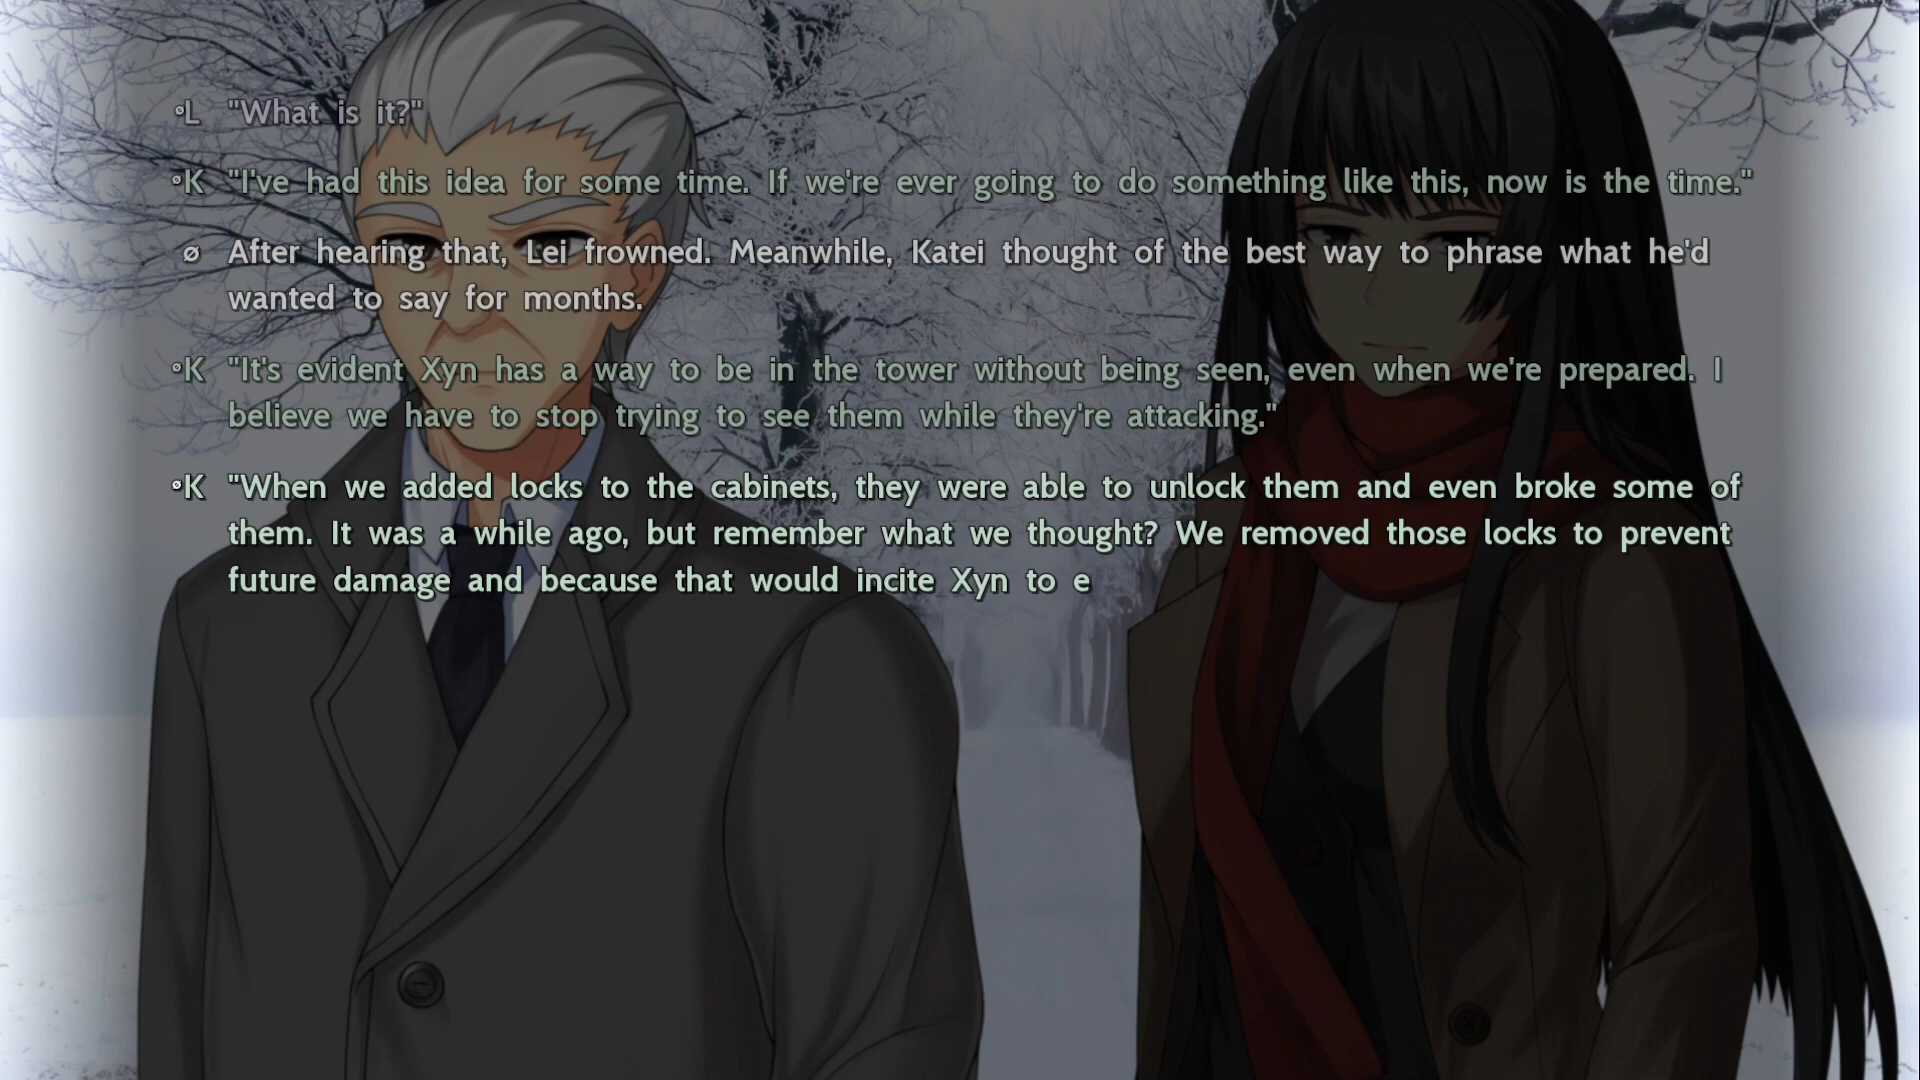 °L "What is it?"
°K "I've had this idea for some time. If we're ever going to do something like this, now is the time."
ø After hearing that, Lei frowned. Meanwhile, Katei thought of the best way to phrase what he'd
wanted to say for months.
°K "It's evident Xyn has a way to be in the tower without being seen, even when we're prepared. I
believe we have to stop trying to see them while they're attacking."
°K "When we added locks to the cabinets, they were able to unlock them and even broke some of
them. It was a while ago, but remember what we thought? We removed those locks to prevent
future damage and because that would incite Xyn to e